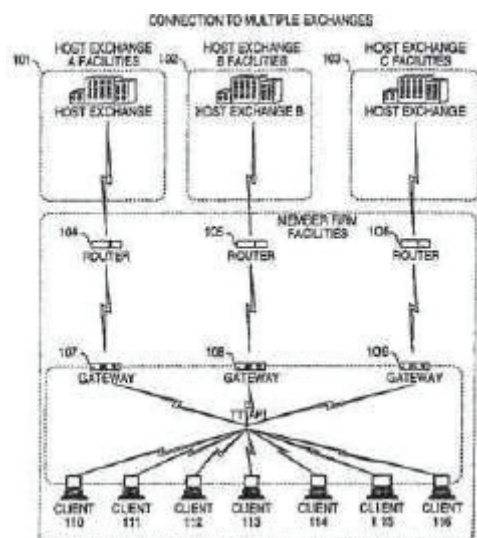 CONNECTION TO MULTIPLE EXCHANGES
HOST EXCHANGE HOST EXCHANGE HOST EXCHANGE
101 A FACILITIES 102 B FACILITIES 103 C FACILITIES
HOST EXCHANGE HOST EXCHANGE B HOST EXCHANGE
MEMBER FIRM
FACILITIES
104 105 106
ROUTER ROUTER ROUTER
107 108 109
GATEWAY GATEWAY GATEWAY
TT API
CLIENT CLIENT CLIENT CLIENT CLIENT CLIENT CLIENT
110 111 112 113 114 115 116